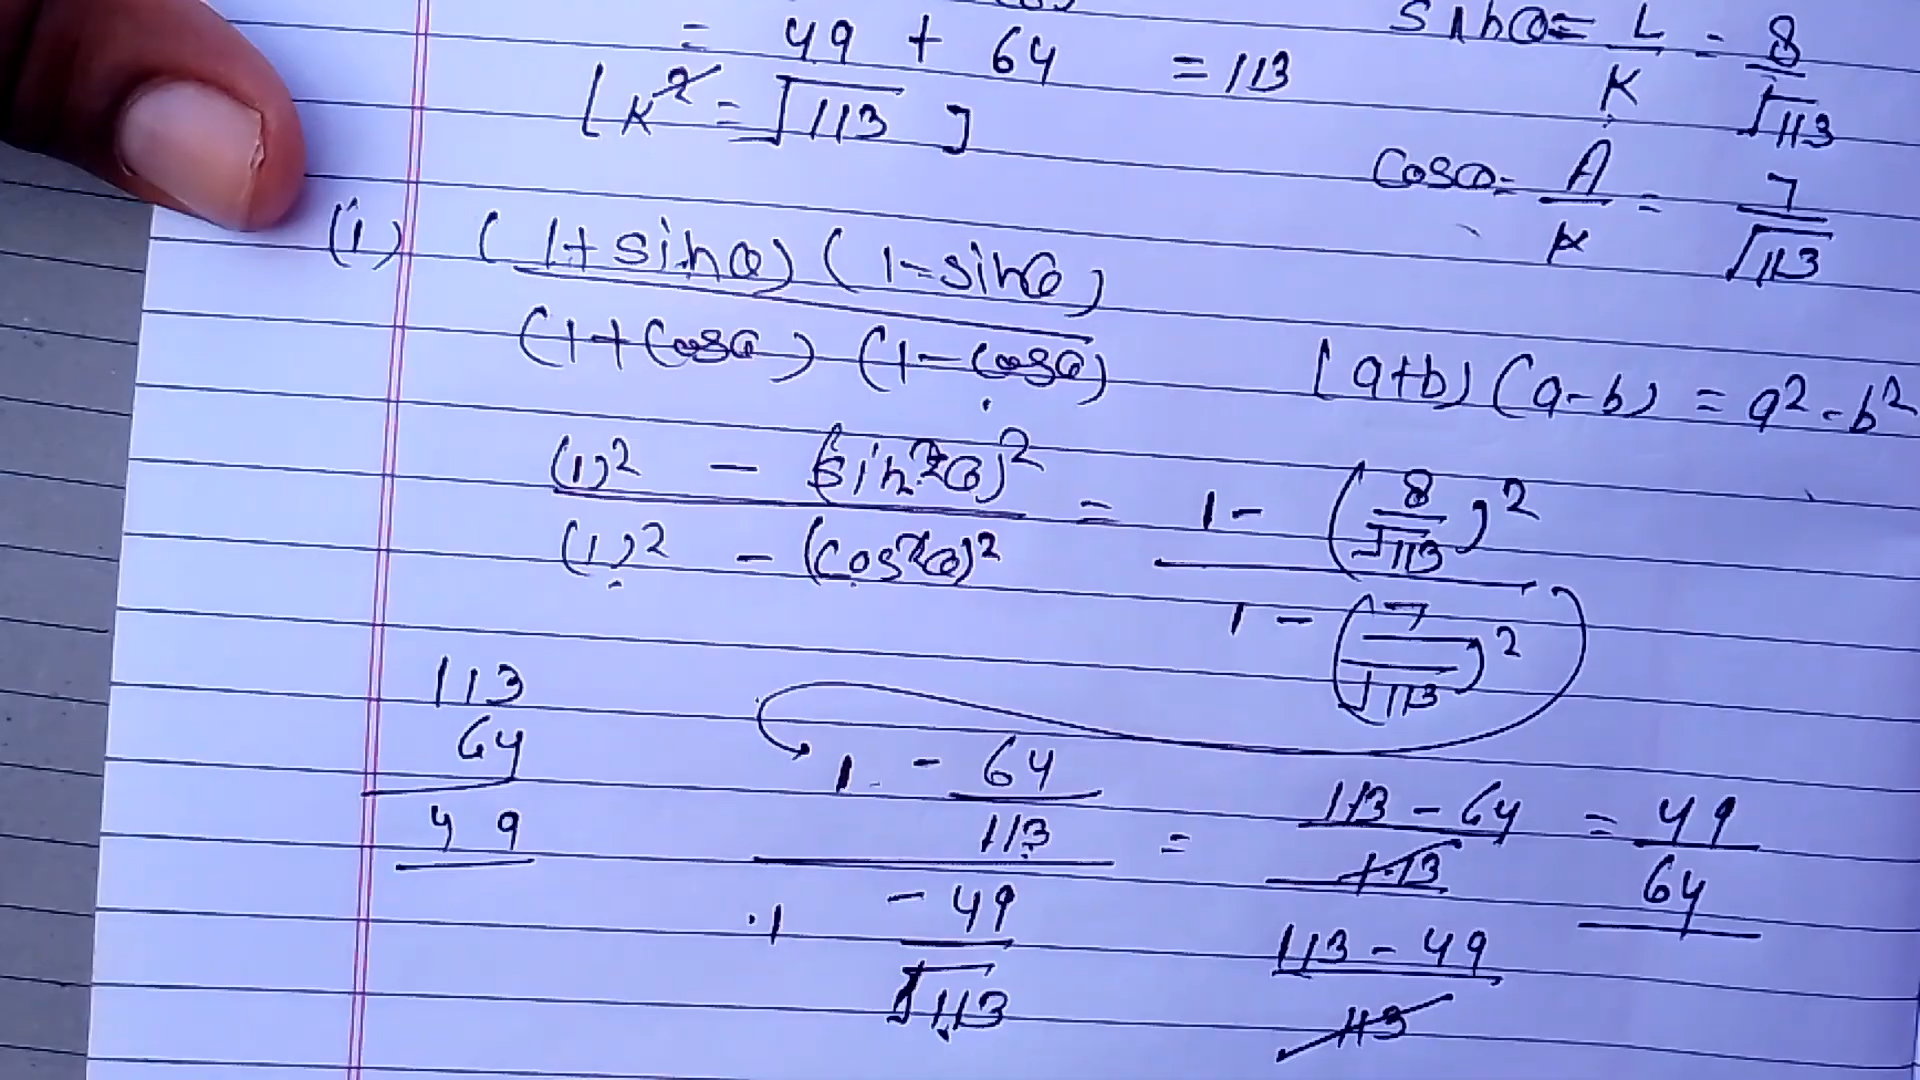 = 49 + 64 = 113
[K² = √113 ]
sinθ = L/K = 8/√113
cosθ = A/K = 7/√113
(i) (1+sinθ) (1-sinθ)
(1+cosθ) (1-cosθ)
[a+b) (a-b) = a²-b²
(1)² - (sin²θ)² = 1 - (8/√113)²
(1)² - (cos²θ)² 1 - (7/√113)²
113
64
49
1 - 64/113 = 113-64/113 = 49/64
1 - 49/√113 113-49/113